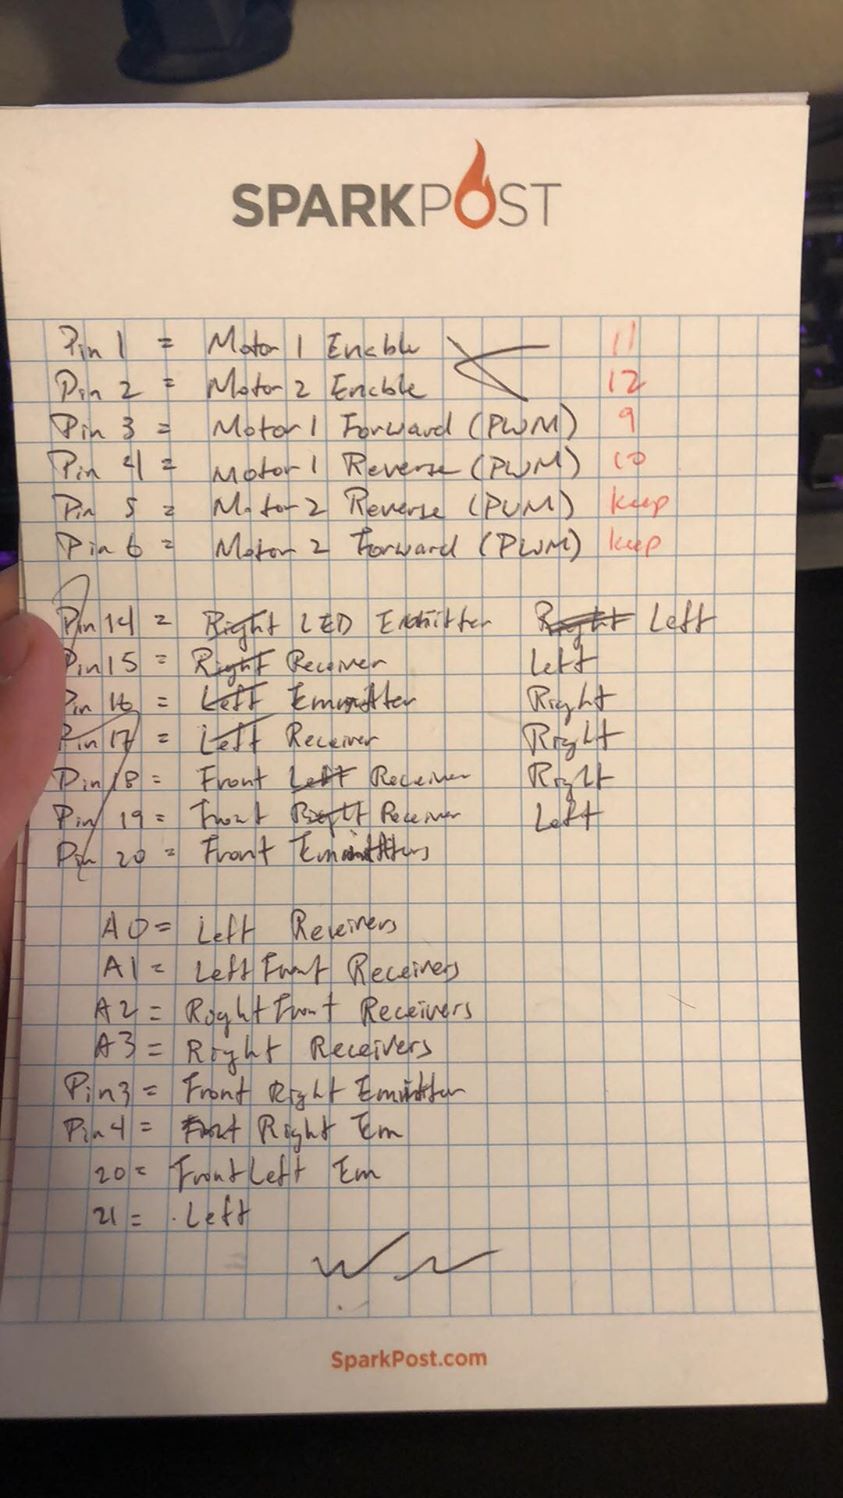 SPARKPOST
Pin 1 = Motor 1 Enable 11
Pin 2 = Motor 2 Enable 12
Pin 3 = Motor 1 Forward (PWM) 9
Pin 4 = Motor 1 Reverse (PWM) 10
Pin 5 = Motor 2 Reverse (PWM) keep
Pin 6 = Motor 2 Forward (PWM) keep
Pin 14 = Right LED Emitter Right Left
Pin 15 = Right Receiver Left
Pin 16 = Left Emitter Right
Pin 17 = Left Receiver Right
Pin 18 = Front Left Receiver Right
Pin 19 = Front Right Receiver Left
Pin 20 = Front Emitters
A0 = Left Receivers
A1 = Left Front Receivers
A2 = Right Front Receivers
A3 = Right Receivers
Pin 3 = Front Right Emitter
Pin 4 = Front Right Em
20 = Front Left Em
21 = Left
SparkPost.com